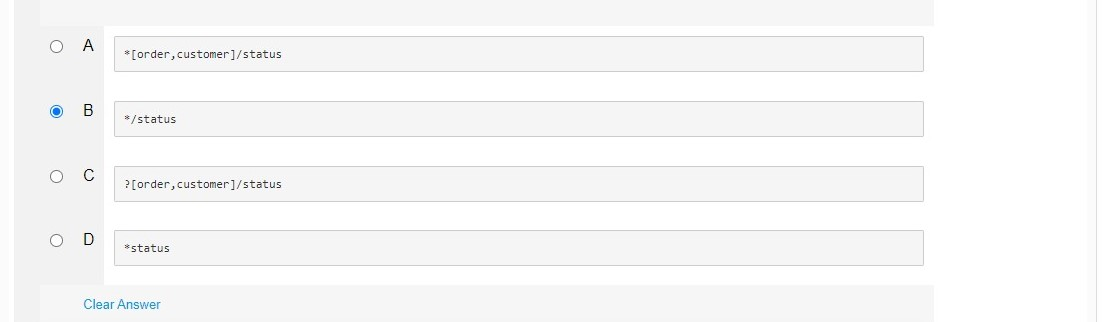 A
*[order,customer]/status
B
*/status
C
?[order,customer]/status
D
*status
Clear Answer